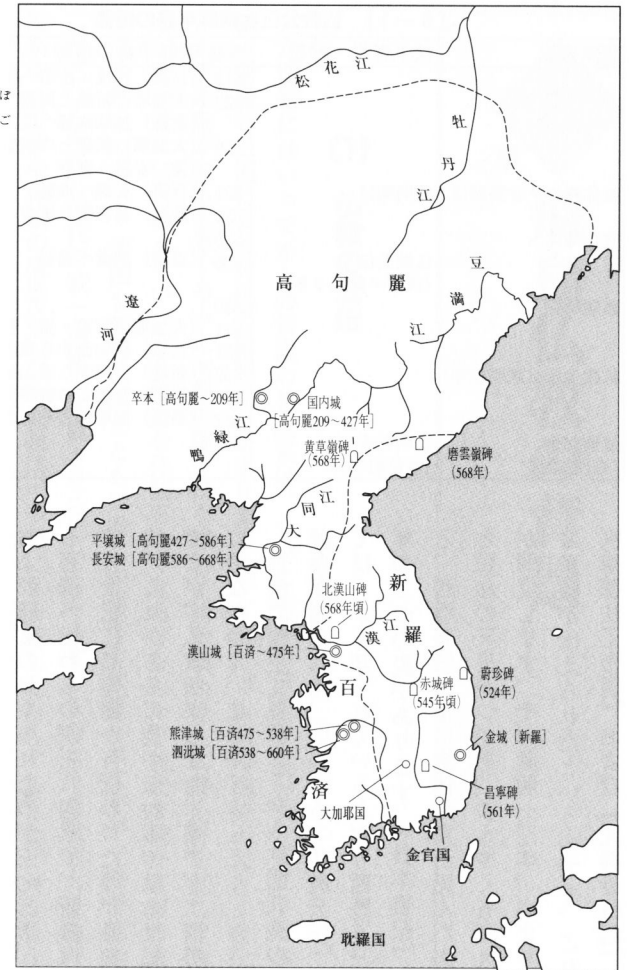 ぼ
ご
松花江
牡丹江
高句麗
豆満江
遼河
卒本［高句麗～209年］
国内城
［高句麗209～427年］
鴨緑江
黄草嶺碑
（568年）
磨雲嶺碑
（568年）
大同江
平壌城［高句麗427～586年］
長安城［高句麗586～668年］
新羅
北漢山碑
（568年頃）
漢江
漢山城［百済～475年］
百済
赤城碑
（545年頃）
蔚珍碑
（524年）
熊津城［百済475～538年］
泗沘城［百済538～660年］
金城［新羅］
大加耶国
昌寧碑
（561年）
金官国
耽羅国